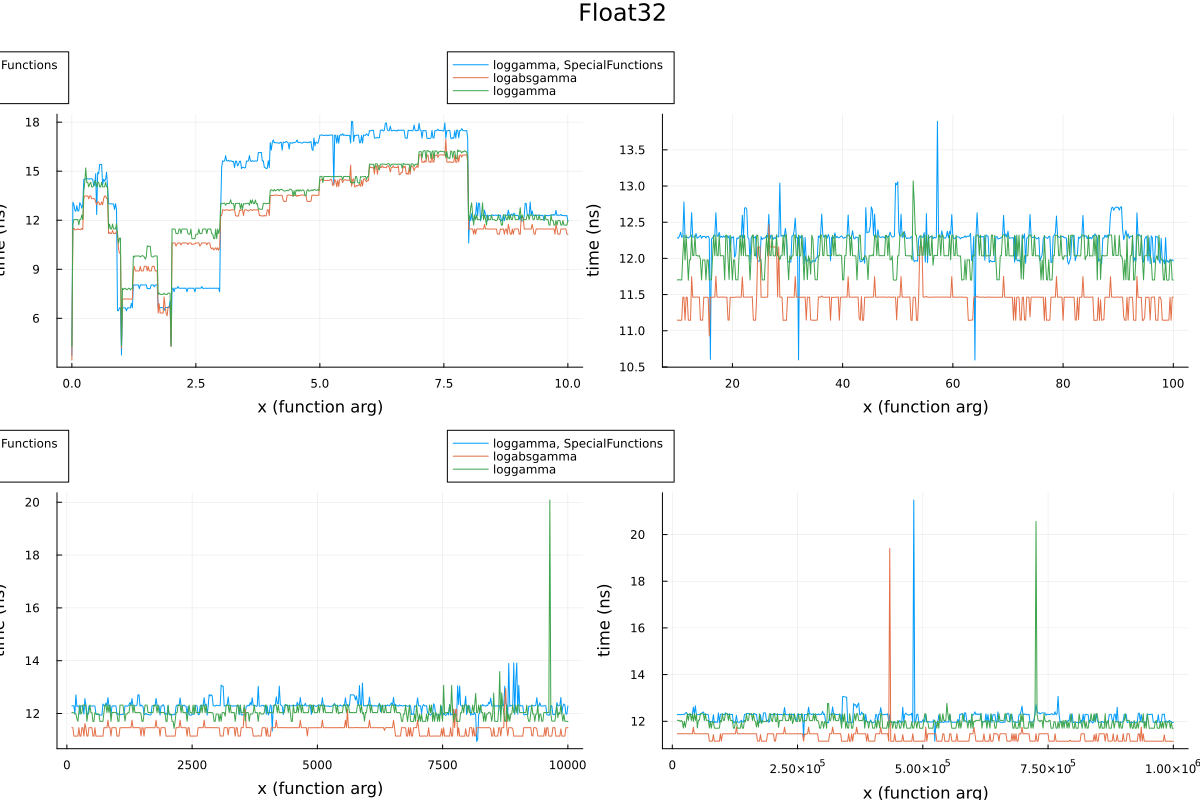 Float32
Functions
loggamma, SpecialFunctions
logabsgamma
loggamma
18
15
12
9
6
time (ns)
0.0
2.5
5.0
7.5
10.0
x (function arg)
13.5
13.0
12.5
12.0
11.5
11.0
10.5
time (ns)
20
40
60
80
100
x (function arg)
Functions
loggamma, SpecialFunctions
logabsgamma
loggamma
20
18
16
14
12
time (ns)
0
2500
5000
7500
10000
x (function arg)
20
18
16
14
12
time (ns)
0
2.50×10⁵
5.00×10⁵
7.50×10⁵
1.00×10⁶
x (function arg)